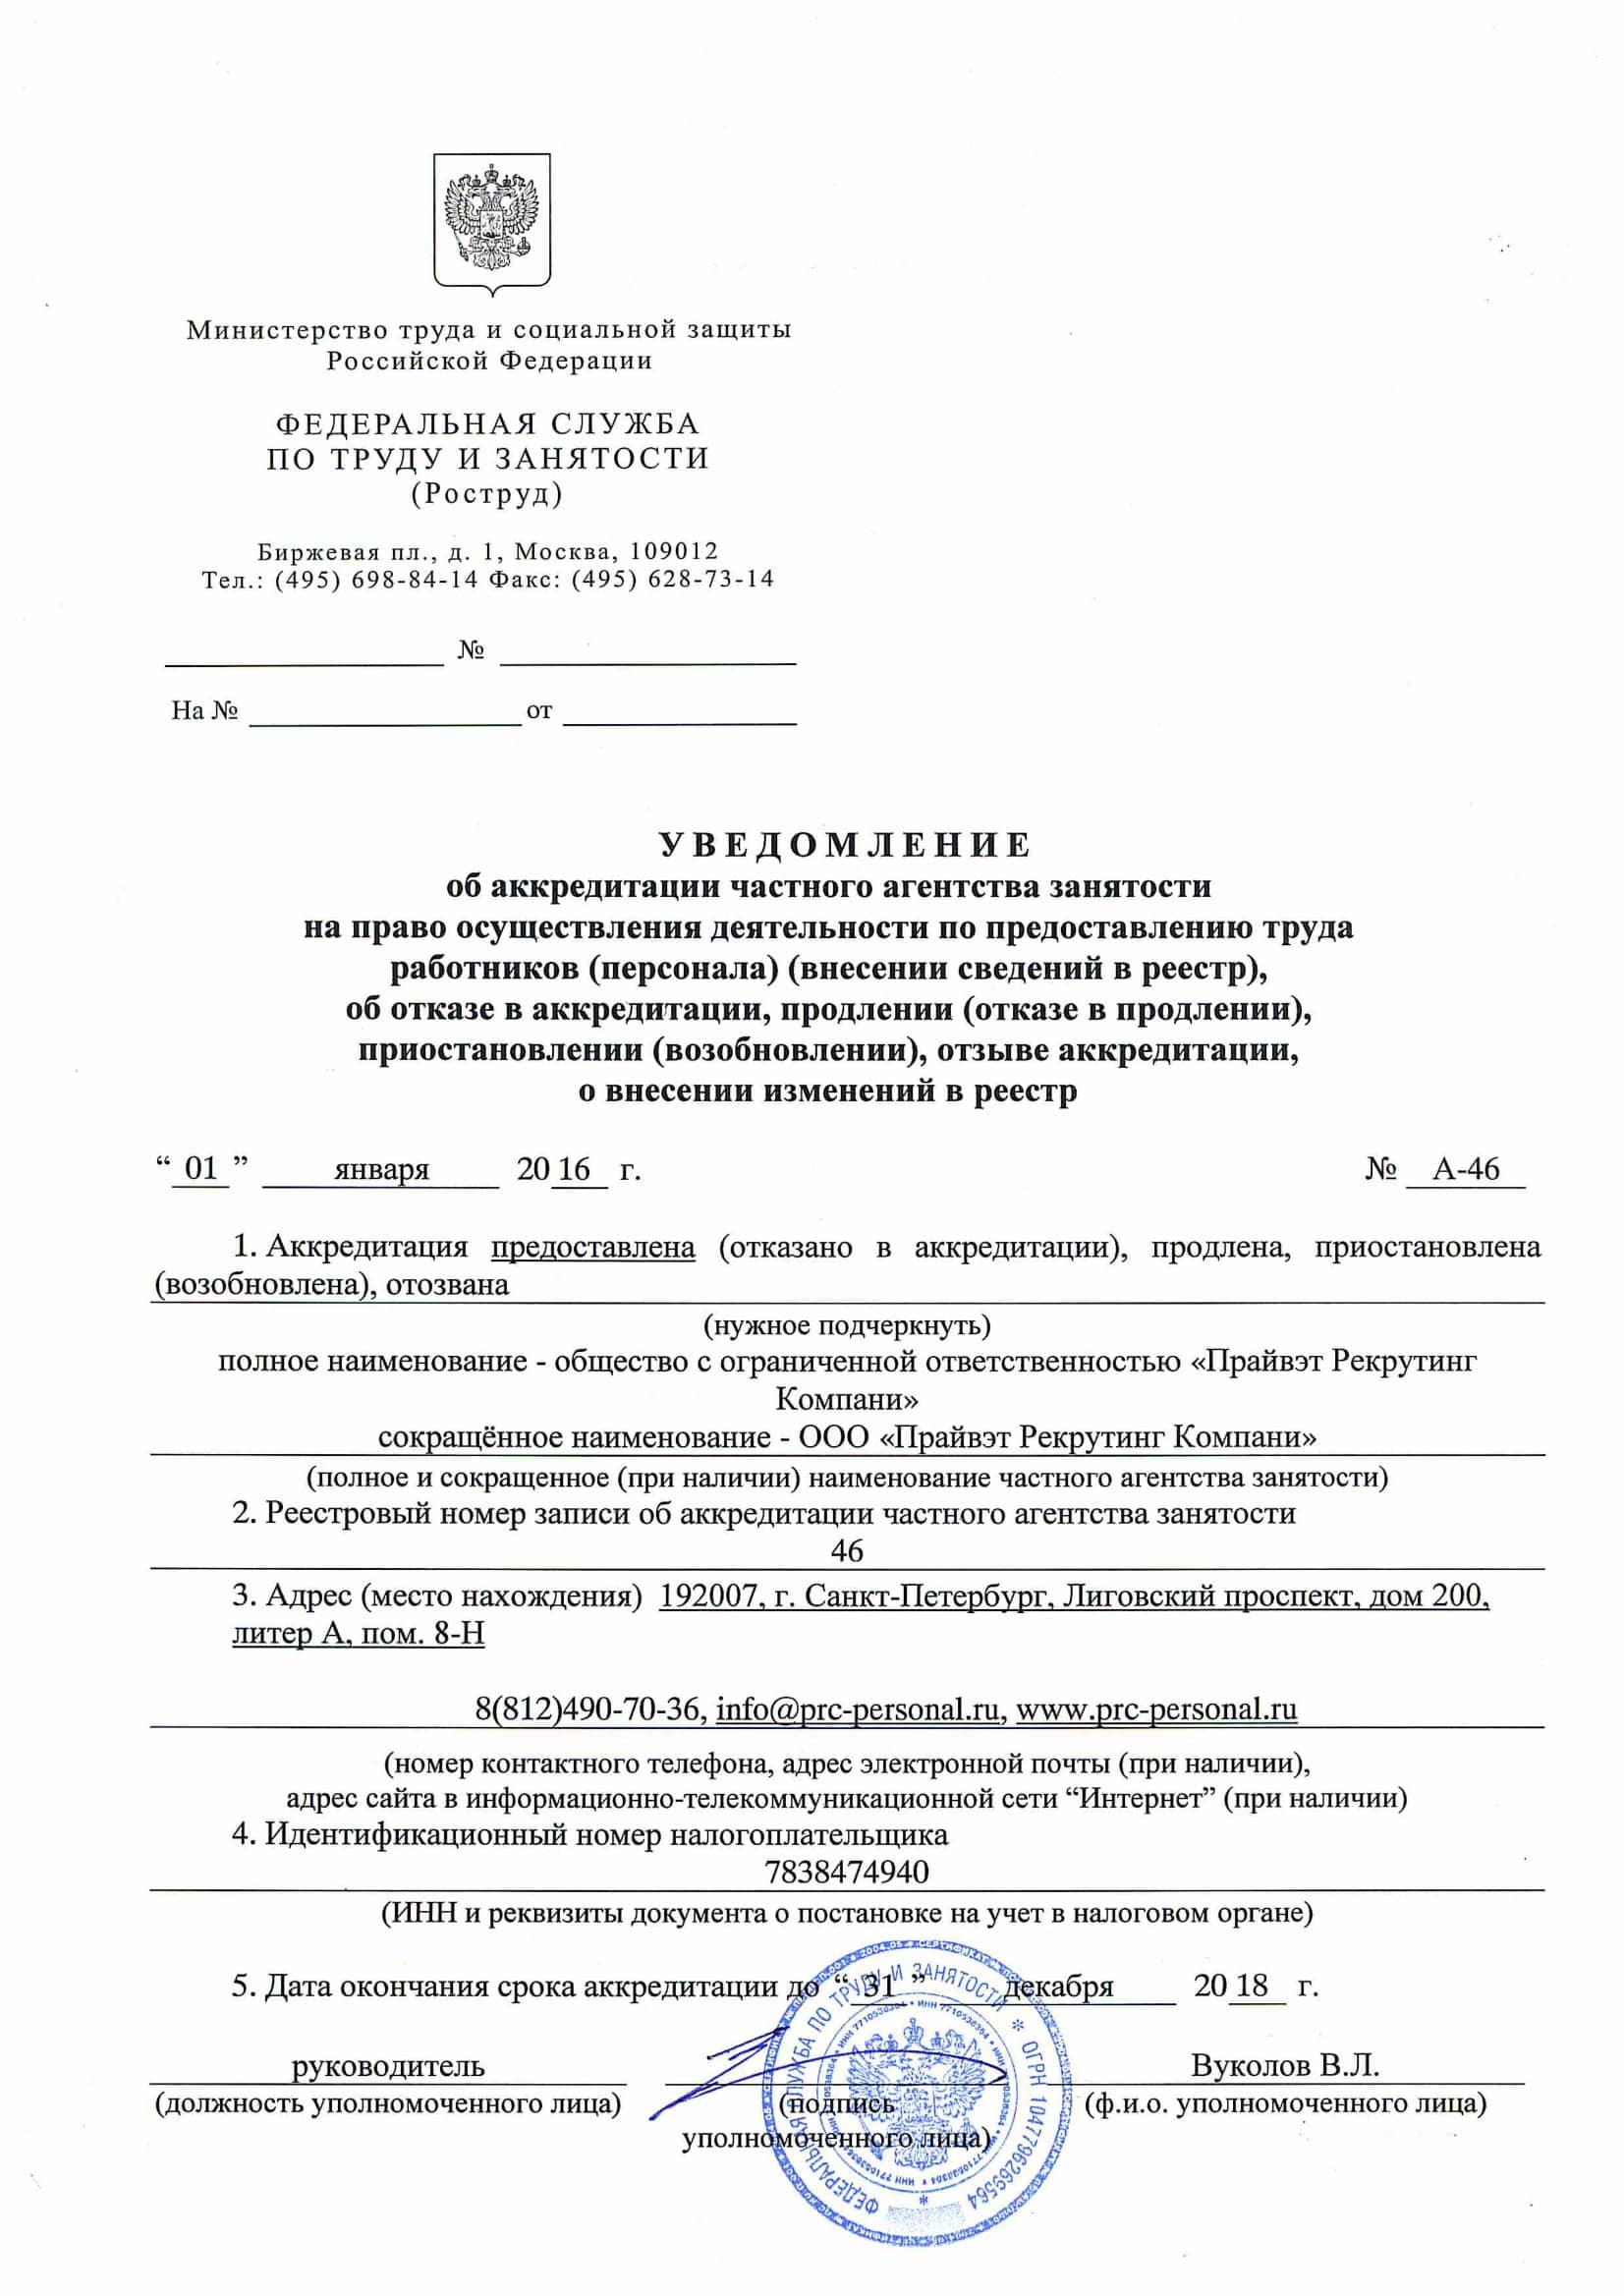 Министерство труда и социальной защиты
Российской Федерации
ФЕДЕРАЛЬНАЯ СЛУЖБА
ПО ТРУДУ И ЗАНЯТОСТИ
(Роструд)
Биржевая пл., д. 1, Москва, 109012
Тел.: (495) 698-84-14 Факс: (495) 628-73-14
№
На № от
УВЕДОМЛЕНИЕ
об аккредитации частного агентства занятости
на право осуществления деятельности по предоставлению труда
работников (персонала) (внесении сведений в реестр),
об отказе в аккредитации, продлении (отказе в продлении),
приостановлении (возобновлении), отзыве аккредитации,
о внесении изменений в реестр
“ 01 ” января 20 16 г. № А-46
1. Аккредитация предоставлена (отказано в аккредитации), продлена, приостановлена
(возобновлена), отозвана
(нужное подчеркнуть)
полное наименование - общество с ограниченной ответственностью «Прайвэт Рекрутинг
Компани»
сокращённое наименование - ООО «Прайвэт Рекрутинг Компани»
(полное и сокращенное (при наличии) наименование частного агентства занятости)
2. Реестровый номер записи об аккредитации частного агентства занятости
46
3. Адрес (место нахождения) 192007, г. Санкт-Петербург, Лиговский проспект, дом 200,
литер А, пом. 8-Н
8(812)490-70-36, info@prc-personal.ru, www.prc-personal.ru
(номер контактного телефона, адрес электронной почты (при наличии),
адрес сайта в информационно-телекоммуникационной сети “Интернет” (при наличии)
4. Идентификационный номер налогоплательщика
7838474940
(ИНН и реквизиты документа о постановке на учет в налоговом органе)
5. Дата окончания срока аккредитации до “ 31 ” декабря 20 18 г.
руководитель Вуколов В.Л.
(должность уполномоченного лица) (подпись (ф.и.о. уполномоченного лица)
уполномоченного лица)
ФЕДЕРАЛЬНАЯ СЛУЖБА ПО ТРУДУ И ЗАНЯТОСТИ * ОГРН 1047796269564 *
ИНН 7710538364